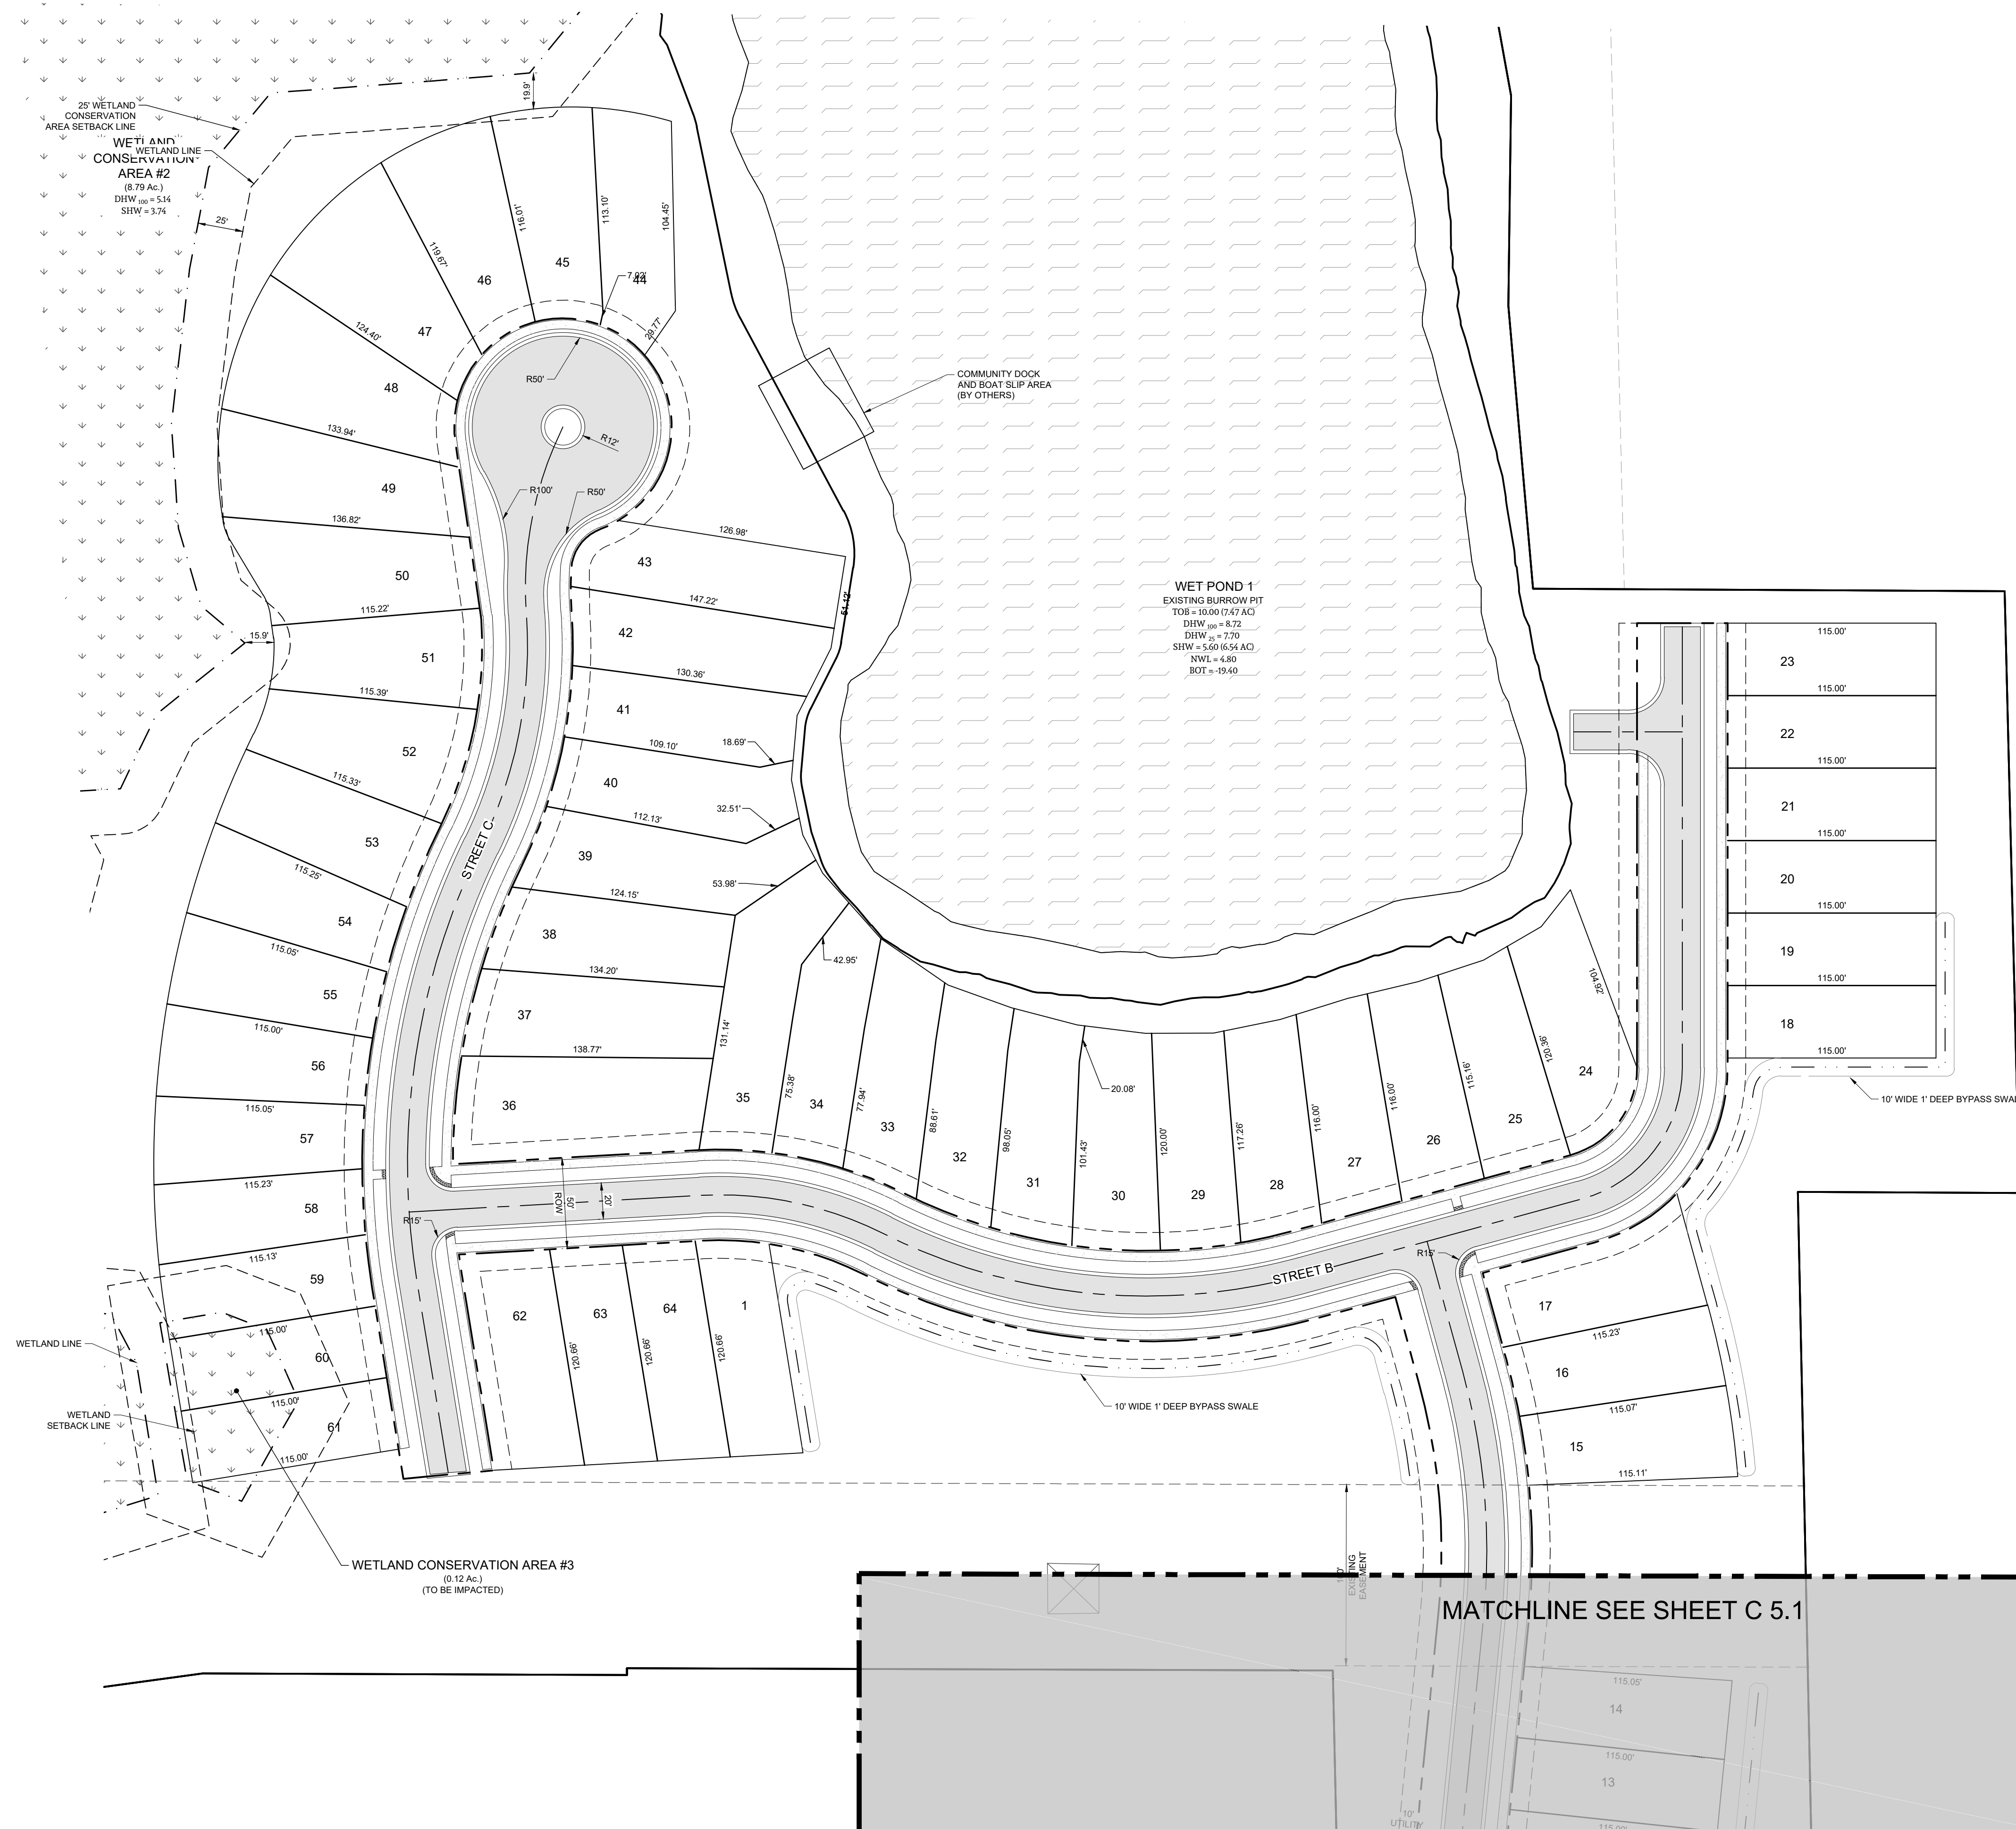 19.9'
25' WETLAND
CONSERVATION
AREA SETBACK LINE
WETLAND
CONSERVATION
AREA #2
(8.79 Ac.)
DHW 100 = 5.14
SHW = 3.74
WETLAND LINE
25'
119.67'
116.01'
113.10'
104.45'
46
45
7.92'
44
29.77'
47
124.40'
48
R50'
R12'
R100'
R50'
COMMUNITY DOCK
AND BOAT SLIP AREA
(BY OTHERS)
133.94'
49
136.82'
50
115.22'
15.9'
51
115.39'
52
115.33'
53
115.25'
54
115.05'
55
115.00'
56
115.05'
57
115.23'
58
115.13'
59
115.00'
60
115.00'
61
115.00'
126.98'
43
147.22'
51.12'
42
130.36'
41
109.10'
18.69'
40
112.13'
32.51'
39
124.15'
53.98'
38
134.20'
42.95'
37
138.77'
36
STREET C
WET POND 1
EXISTING BURROW PIT
TOB = 10.00 (7.47 AC)
DHW 100 = 8.72
DHW 25 = 7.70
SHW = 5.60 (6.54 AC)
NWL = 4.80
BOT = -19.40
131.14'
35
75.38'
34
77.94'
33
88.61'
32
98.05'
31
101.43'
20.08'
30
120.00'
29
117.26'
28
116.00'
27
116.00'
26
115.16'
25
120.36'
24
104.92'
115.00'
23
115.00'
22
115.00'
21
115.00'
20
115.00'
19
115.00'
18
115.00'
10' WIDE 1' DEEP BYPASS SWA
50'
ROW
20'
R15'
STREET B
R15'
62
120.66'
63
120.66'
64
120.66'
1
10' WIDE 1' DEEP BYPASS SWALE
17
115.23'
16
115.07'
15
115.11'
WETLAND LINE
WETLAND
SETBACK LINE
WETLAND CONSERVATION AREA #3
(0.12 Ac.)
(TO BE IMPACTED)
EXISTING
EASEMENT
MATCHLINE SEE SHEET C 5.1
115.05'
14
115.00'
13
115.00'
10'
UTILITY